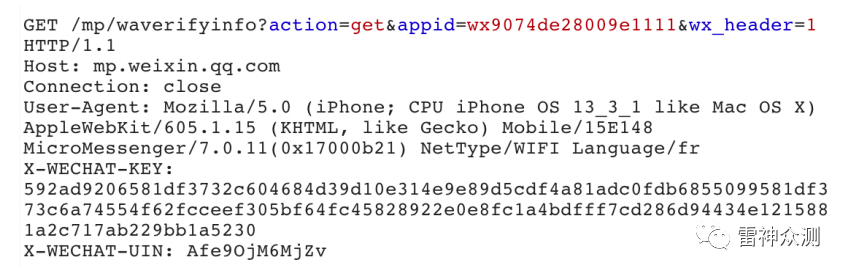 GET /mp/waverifyinfo?action=get&appid=wx9074de28009e1111&wx_header=1
HTTP/1.1
Host: mp.weixin.qq.com
Connection: close
User-Agent: Mozilla/5.0 (iPhone; CPU iPhone OS 13_3_1 like Mac OS X)
AppleWebKit/605.1.15 (KHTML, like Gecko) Mobile/15E148
MicroMessenger/7.0.11(0x17000b21) NetType/WIFI Language/fr
X-WECHAT-KEY:
592ad9206581df3732c604684d39d10e314e9e89d5cdf4a81adc0fdb6855099581df3
73c6a74554f62fcceef305bf64fc45828922e0e8fc1a4bdfff7cd286d94434e121588
1a2c717ab229bb1a5230
X-WECHAT-UIN: Afe9OjM6MjZv
雷神众测